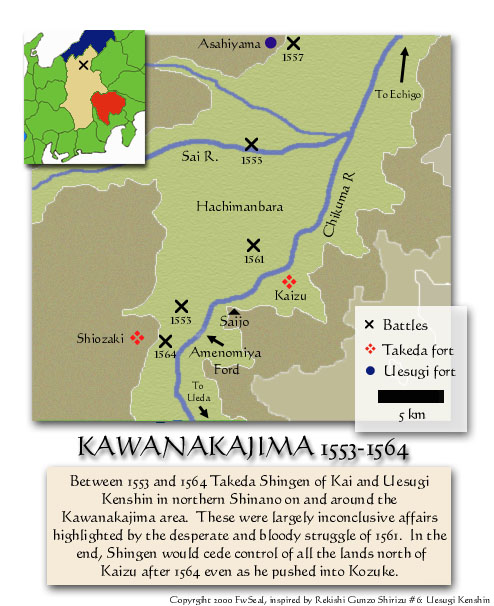 Asahiyama
1557
To Echigo
Sai R.
1553
Chikuma R
Hachimanbara
1561
Kaizu
1553
Saijo
Shiozaki
1564
Amenomiya
Ford
To
Ueda
Battles
Takeda fort
Uesugi fort
5 km
KAWANAKAJIMA 1553-1564
Between 1553 and 1564 Takeda Shingen of Kai and Uesugi
Kenshin in northern Shinano on and around the
Kawanakajima area. These were largely inconclusive affairs
highlighted by the desperate and bloody struggle of 1561. In the
end, Shingen would cede control of all the lands north of
Kaizu after 1564 even as he pushed into Kozuke.
Copyright 2000 FwSeal, inspired by Rekishi Gunzo Shirizu #6: Uesugi Kenshin